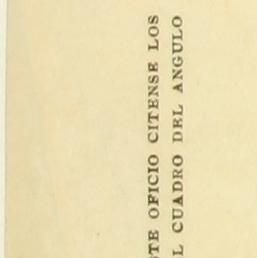 STE OFICIO CITENSE LOS
L CUADRO DEL ANGULO